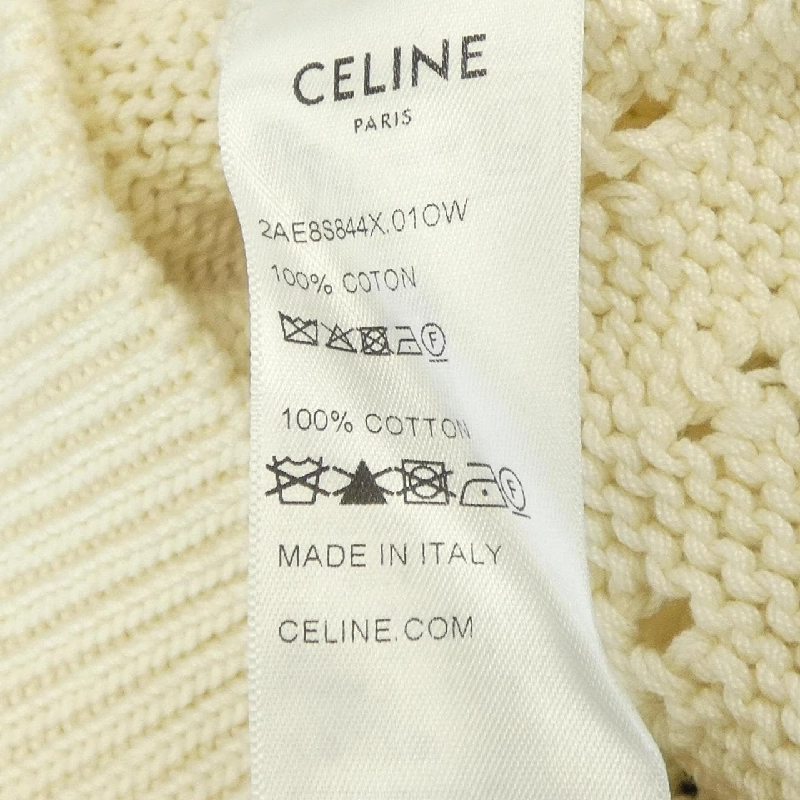 CELINE
PARIS
2AE8S844X.01OW
100% COTON
F
100% COTTON
F
MADE IN ITALY
CELINE.COM